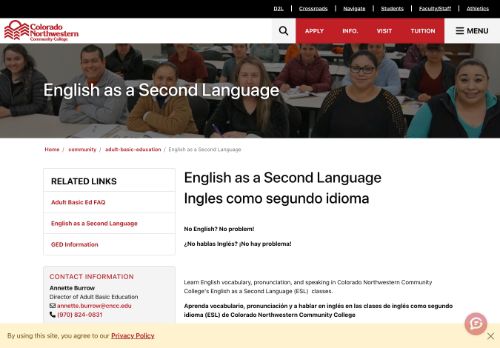 D2L | Crossroads | Navigate | Students | Faculty/Staff | Athletics
Colorado
Northwestern
Community College
APPLY INFO. VISIT TUITION MENU
English as a Second Language
Home / community / adult-basic-education / English as a Second Language
RELATED LINKS
Adult Basic Ed FAQ
English as a Second Language
GED Information
English as a Second Language
Ingles como segundo idioma
No English? No problem!
¿No hablas Inglés? ¡No hay problema!
Learn English vocabulary, pronunciation, and speaking in Colorado Northwestern Community
College's English as a Second Language (ESL) classes.
Aprenda vocabulario, pronunciación y a hablar en inglés en las clases de inglés como segundo
idioma (ESL) de Colorado Northwestern Community College
CONTACT INFORMATION
Annette Burrow
Director of Adult Basic Education
annette.burrow@cncc.edu
(970) 824-0831
By using this site, you agree to our Privacy Policy